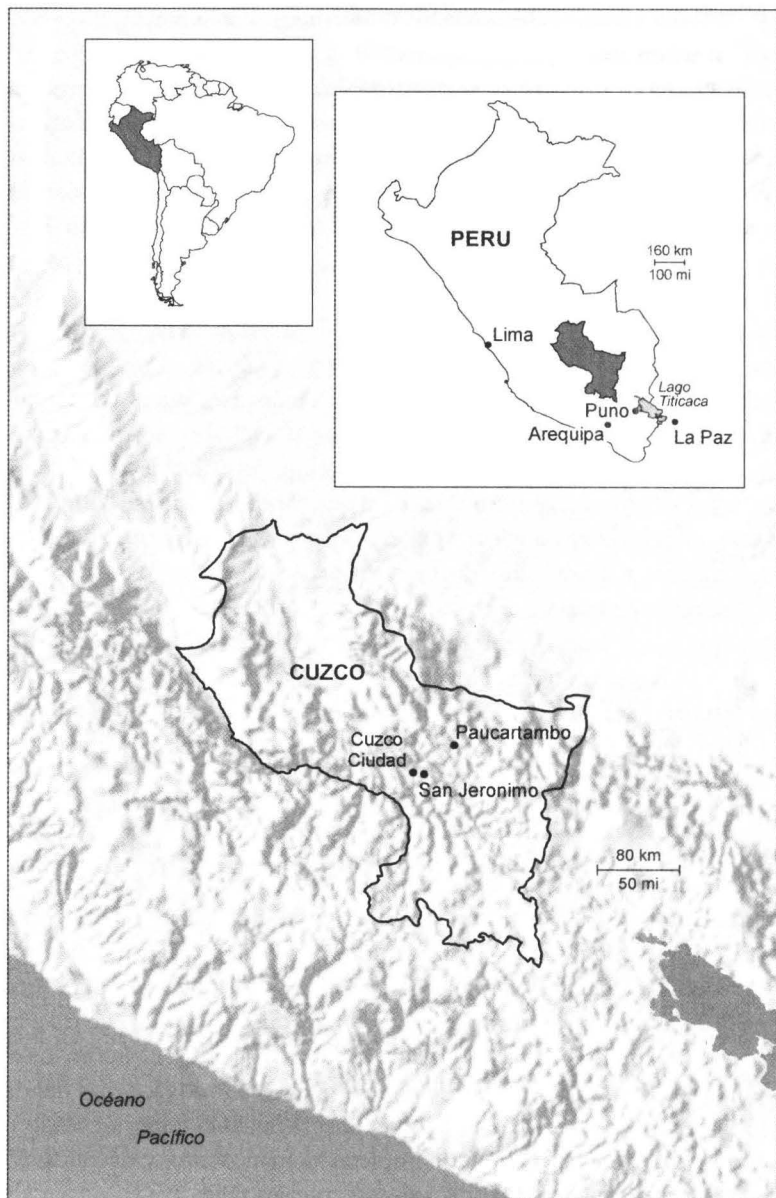 PERU
160 km
100 mi
Lima
Lago
Titicaca
Puno
Arequipa
La Paz
CUZCO
Paucartambo
Cuzco
Ciudad
San Jeronimo
80 km
50 mi
Océano
Pacífico